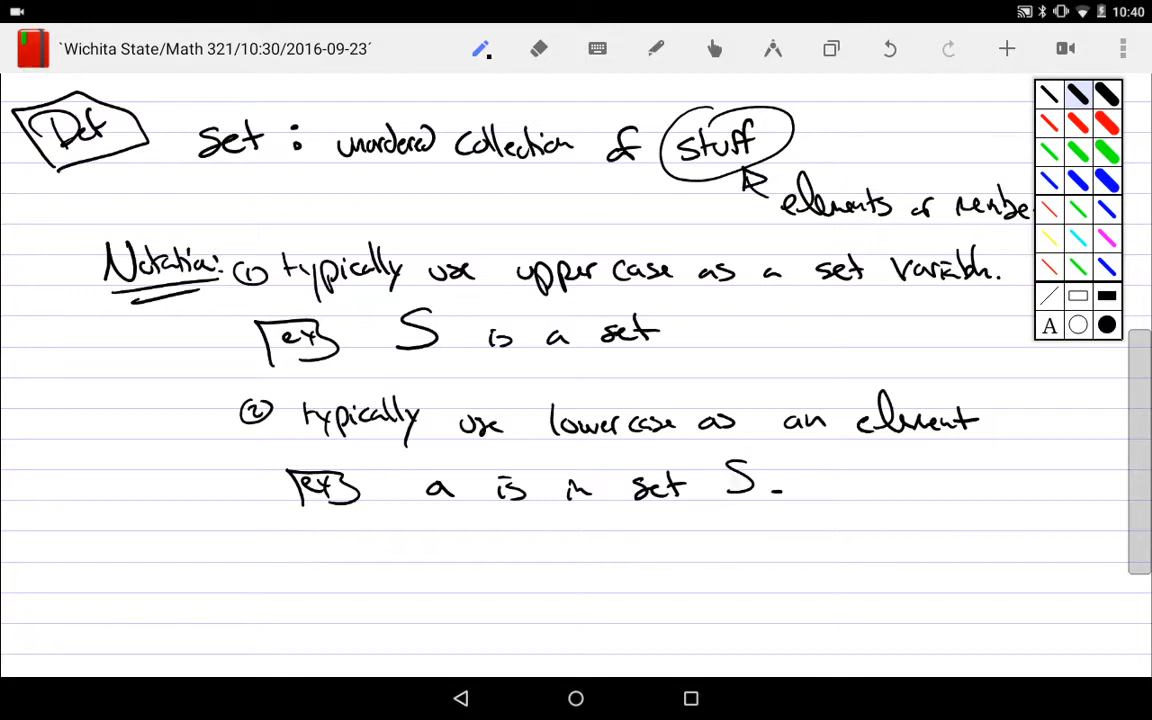 10:40
`Wichita State/Math 321/10:30/2016-09-23´
Def set : unordered collection of stuff
elements or membe
Notation: ① typically use upper case as a set variable.
ex S is a set
② typically use lowercase as an element
ex a is in set S.
A